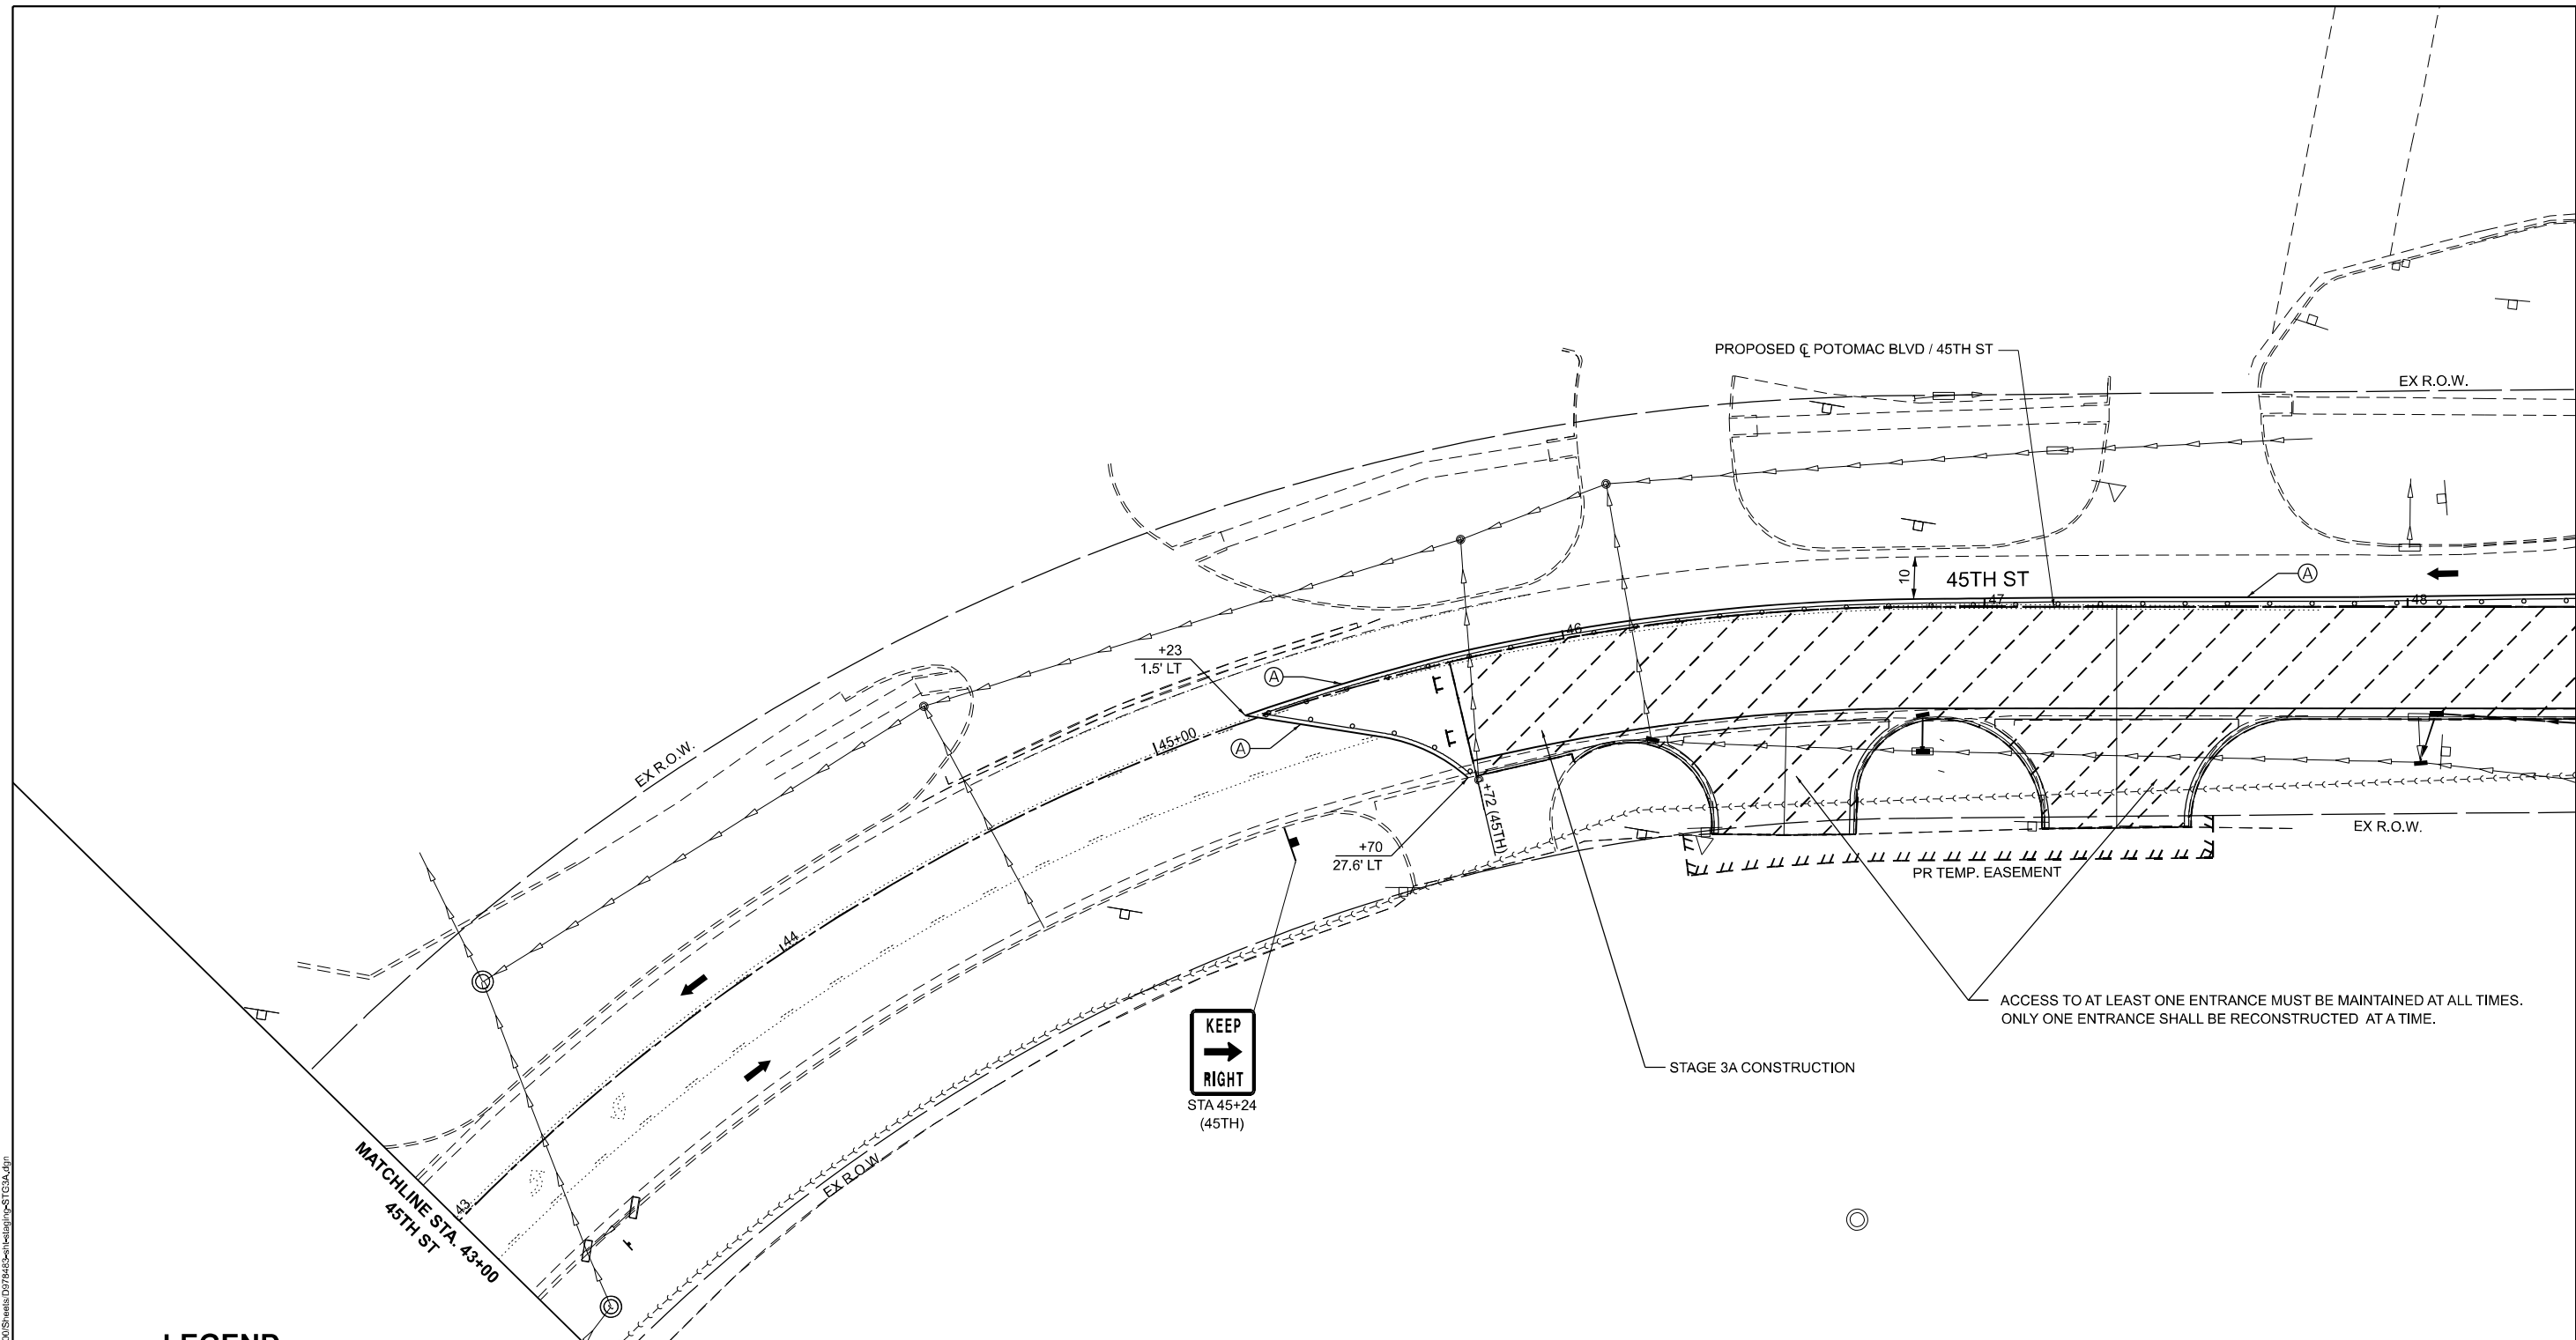 PROPOSED ℄ POTOMAC BLVD / 45TH ST
EX R.O.W.
10
45TH ST
A
47
48
46
+23
1.5' LT
A
45+00
A
EX R.O.W.
+72 (45TH)
+70
27.6' LT
EX R.O.W.
PR TEMP. EASEMENT
44
ACCESS TO AT LEAST ONE ENTRANCE MUST BE MAINTAINED AT ALL TIMES.
ONLY ONE ENTRANCE SHALL BE RECONSTRUCTED AT A TIME.
KEEP
RIGHT
STAGE 3A CONSTRUCTION
STA 45+24
(45TH)
EX R.O.W.
43
MATCHLINE STA. 43+00
45TH ST
LEGEND